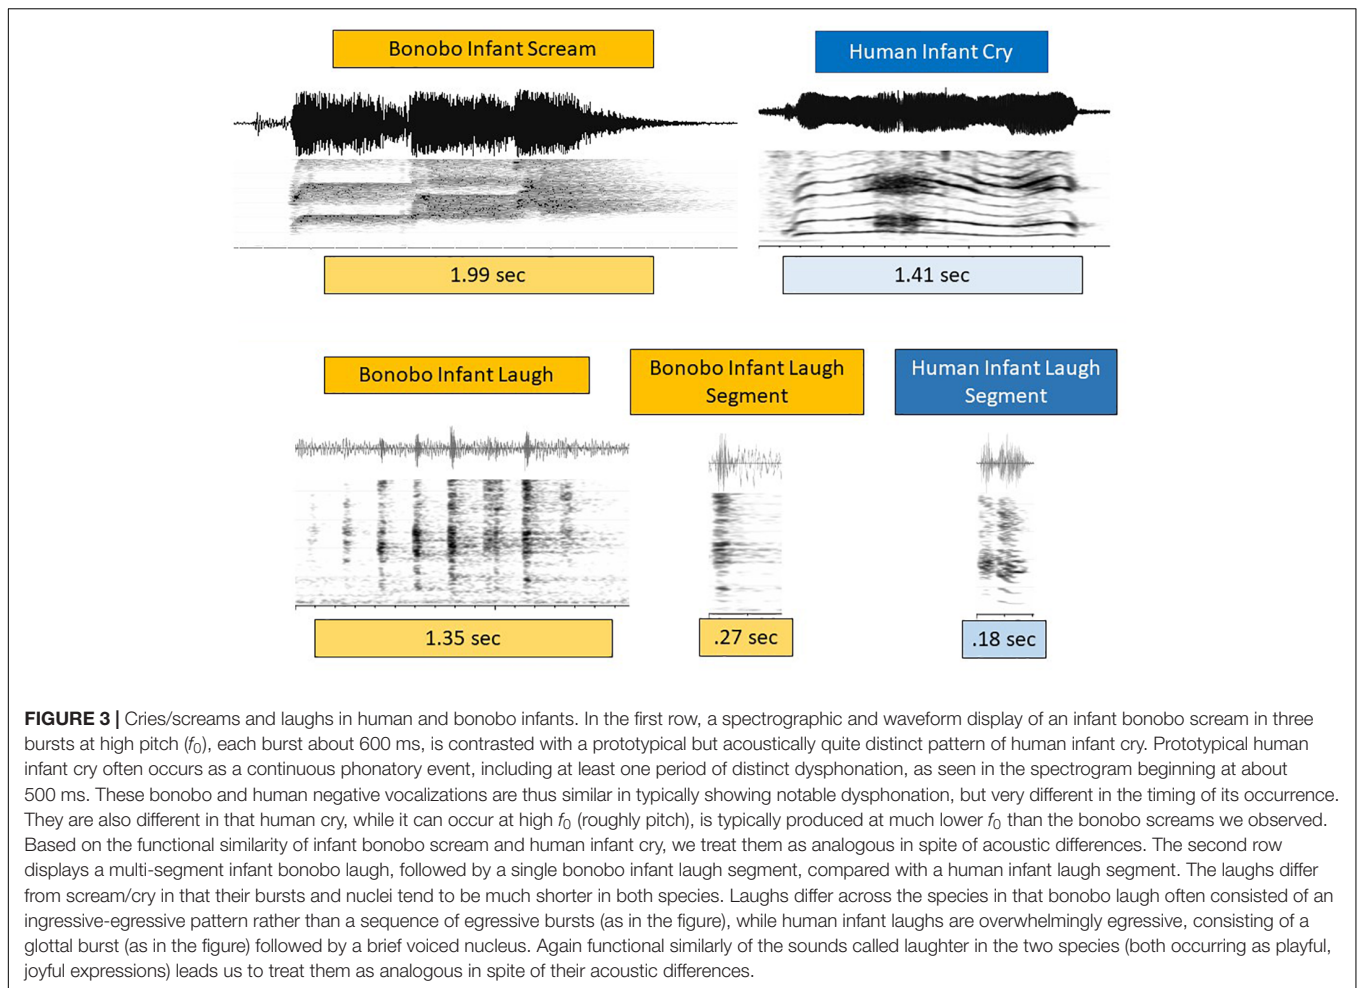 Bonobo Infant Scream
Human Infant Cry
1.99 sec
1.41 sec
Bonobo Infant Laugh
Bonobo Infant Laugh
Segment
Human Infant Laugh
Segment
1.35 sec
.27 sec
.18 sec
FIGURE 3 | Cries/screams and laughs in human and bonobo infants. In the first row, a spectrographic and waveform display of an infant bonobo scream in three
bursts at high pitch (f0), each burst about 600 ms, is contrasted with a prototypical but acoustically quite distinct pattern of human infant cry. Prototypical human
infant cry often occurs as a continuous phonatory event, including at least one period of distinct dysphonation, as seen in the spectrogram beginning at about
500 ms. These bonobo and human negative vocalizations are thus similar in typically showing notable dysphonation, but very different in the timing of its occurrence.
They are also different in that human cry, while it can occur at high f0 (roughly pitch), is typically produced at much lower f0 than the bonobo screams we observed.
Based on the functional similarity of infant bonobo scream and human infant cry, we treat them as analogous in spite of acoustic differences. The second row
displays a multi-segment infant bonobo laugh, followed by a single bonobo infant laugh segment, compared with a human infant laugh segment. The laughs differ
from scream/cry in that their bursts and nuclei tend to be much shorter in both species. Laughs differ across the species in that bonobo laugh often consisted of an
ingressive-egressive pattern rather than a sequence of egressive bursts (as in the figure), while human infant laughs are overwhelmingly egressive, consisting of a
glottal burst (as in the figure) followed by a brief voiced nucleus. Again functional similarly of the sounds called laughter in the two species (both occurring as playful,
joyful expressions) leads us to treat them as analogous in spite of their acoustic differences.